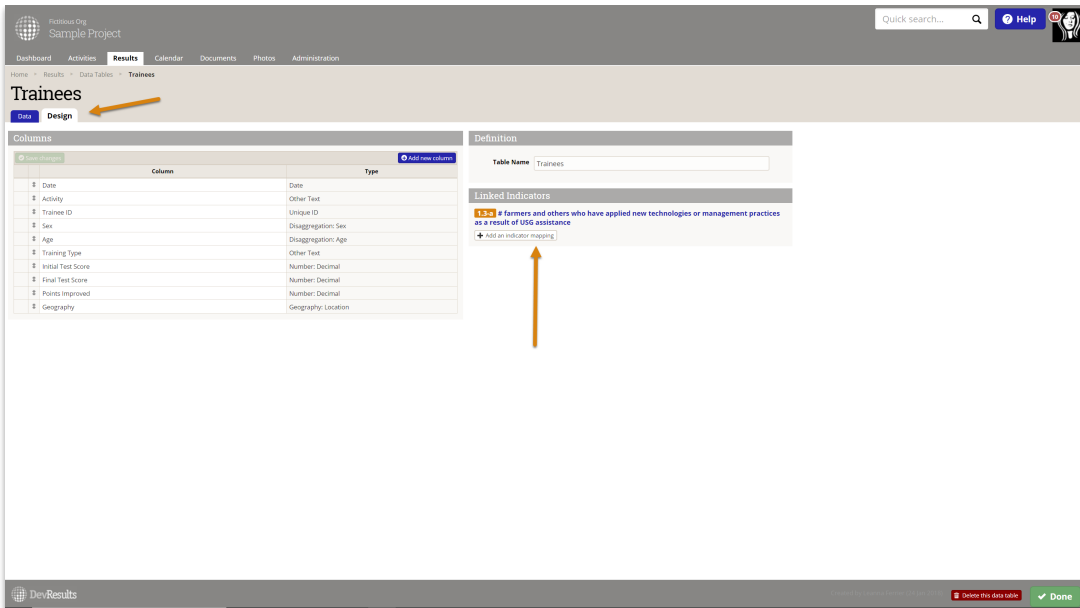 Fictitious Org
Sample Project
Quick search...
Help
10
Dashboard Activities Results Calendar Documents Photos Administration
Home Results Data Tables Trainees
Trainees
Data Design
Columns
Save changes
Add new column
Column Type
Date Date
Activity Other Text
Trainee ID Unique ID
Sex Disaggregation: Sex
Age Disaggregation: Age
Training Type Other Text
Initial Test Score Number: Decimal
Final Test Score Number: Decimal
Points Improved Number: Decimal
Geography Geography: Location
Definition
Table Name Trainees
Linked Indicators
1.3-a # farmers and others who have applied new technologies or management practices
as a result of USG assistance
Add an indicator mapping
DevResults
Delete this data table
Done